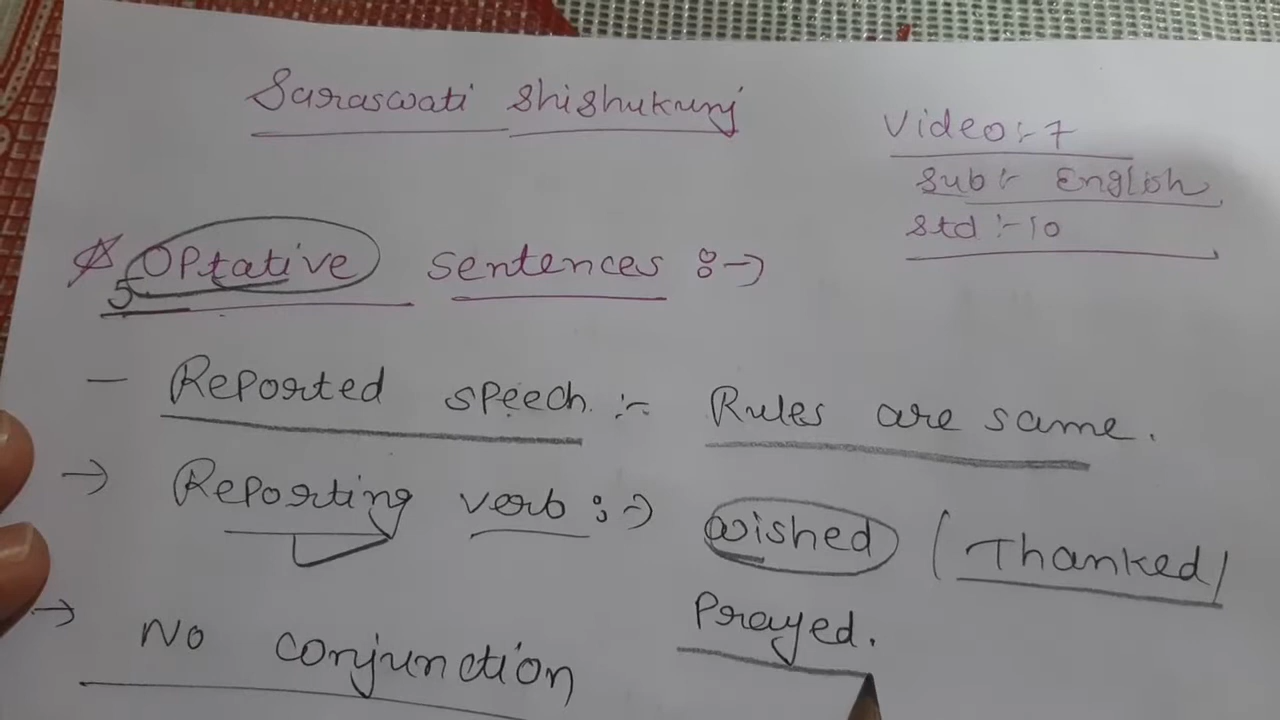 Saraswati Shishukunj
Video:- 7
Sub:- English
Std :- 10
5 Optative sentences :→
- Reported speech :- Rules are same.
→ Reporting verb :→ wished / Thanked /
Prayed.
→ No conjunction